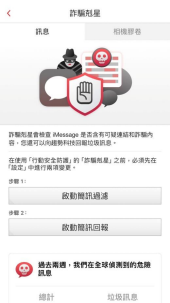 詐騙剋星
訊息
相機膠卷
詐騙剋星會檢查 iMessage 是否含有可疑連結和詐騙內
容，您還可以向趨勢科技回報垃圾訊息。
在使用「行動安全防護」的「詐騙剋星」之前，必須先在
「設定」中進行兩項變更。
步驟 1：
啟動簡訊過濾
步驟 2：
啟動簡訊回報
過去兩週，我們在全球偵測到的危險
訊息
總計
垃圾訊息